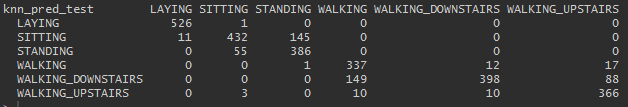 knn_pred_test LAYING SITTING STANDING WALKING WALKING_DOWNSTAIRS WALKING_UPSTAIRS
LAYING 526 1 0 0 0 0
SITTING 11 432 145 0 0 0
STANDING 0 55 386 0 0 0
WALKING 0 0 1 337 12 17
WALKING_DOWNSTAIRS 0 0 0 149 398 88
WALKING_UPSTAIRS 0 3 0 10 10 366